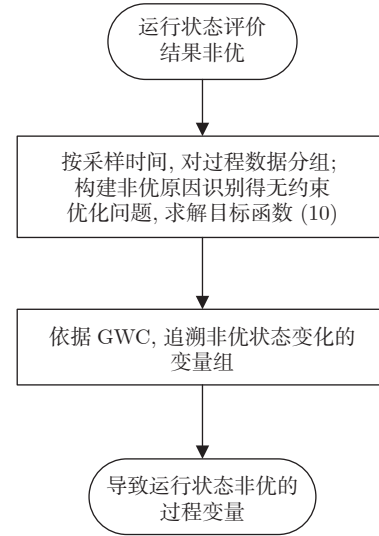 运行状态评价
结果非优
按采样时间, 对过程数据分组;
构建非优原因识别得无约束
优化问题, 求解目标函数 (10)
依据 GWC, 追溯非优状态变化的
变量组
导致运行状态非优的
过程变量